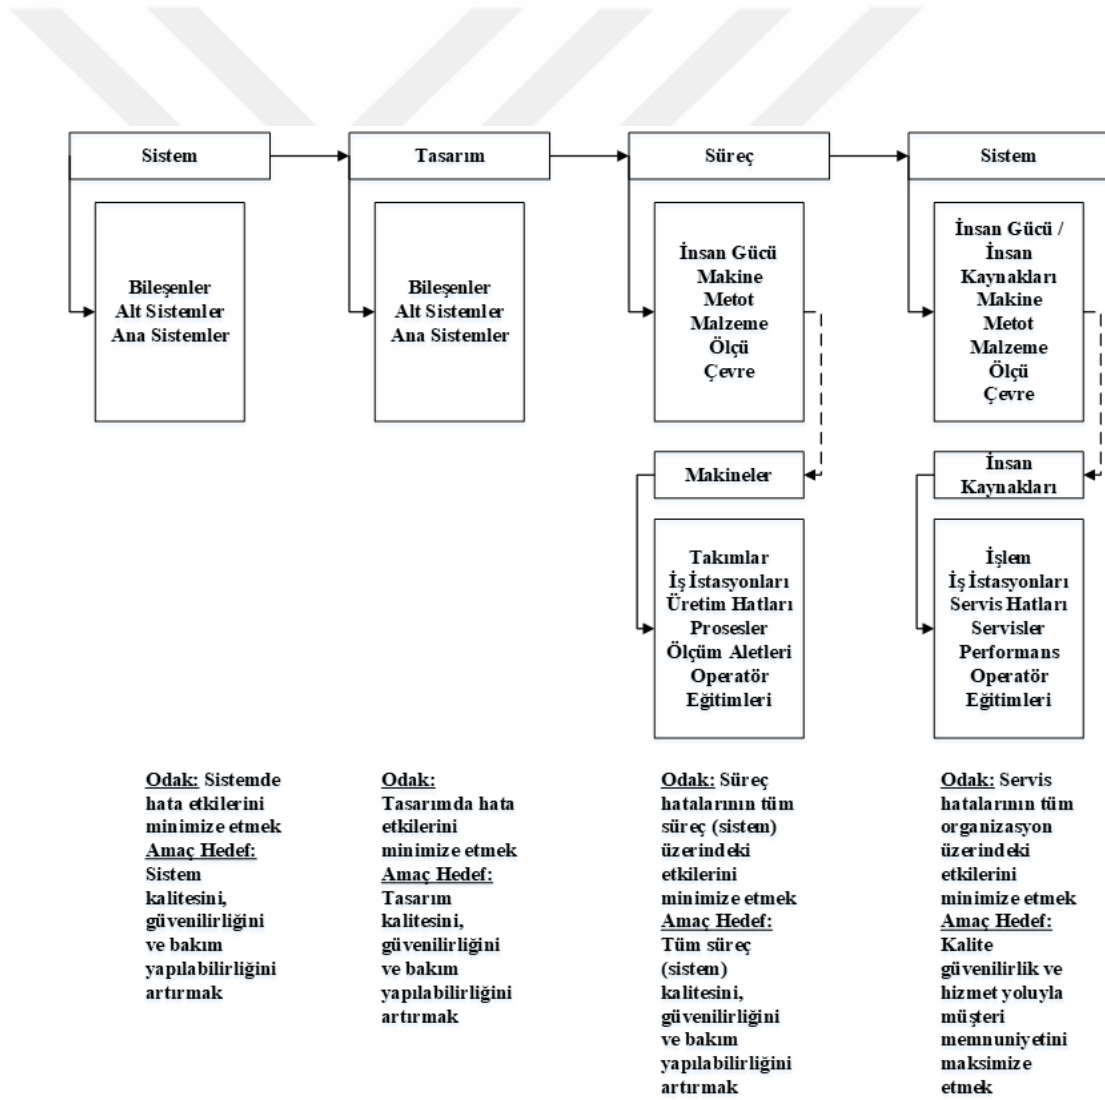 Sistem
Tasarım
Süreç
Sistem
Bileşenler
Alt Sistemler
Ana Sistemler
Bileşenler
Alt Sistemler
Ana Sistemler
İnsan Gücü
Makine
Metot
Malzeme
Ölçü
Çevre
İnsan Gücü /
İnsan
Kaynakları
Makine
Metot
Malzeme
Ölçü
Çevre
Makineler
İnsan
Kaynakları
Takımlar
İş İstasyonları
Üretim Hatları
Prosesler
Ölçüm Aletleri
Operatör
Eğitimleri
İşlem
İş İstasyonları
Servis Hatları
Servisler
Performans
Operatör
Eğitimleri
Odak: Sistemde
hata etkilerini
minimize etmek
Amaç Hedef:
Sistem
kalitesini,
güvenilirliğini
ve bakım
yapılabilirliğini
artırmak
Odak:
Tasarımda hata
etkilerini
minimize etmek
Amaç Hedef:
Tasarım
kalitesini,
güvenilirliğini
ve bakım
yapılabilirliğini
artırmak
Odak: Süreç
hatalarının tüm
süreç (sistem)
üzerindeki
etkilerini
minimize etmek
Amaç Hedef:
Tüm süreç
(sistem)
kalitesini,
güvenilirliğini
ve bakım
yapılabilirliğini
artırmak
Odak: Servis
hatalarının tüm
organizasyon
üzerindeki
etkilerini
minimize etmek
Amaç Hedef:
Kalite
güvenilirlik ve
hizmet yoluyla
müşteri
memnuniyetini
maksimize
etmek